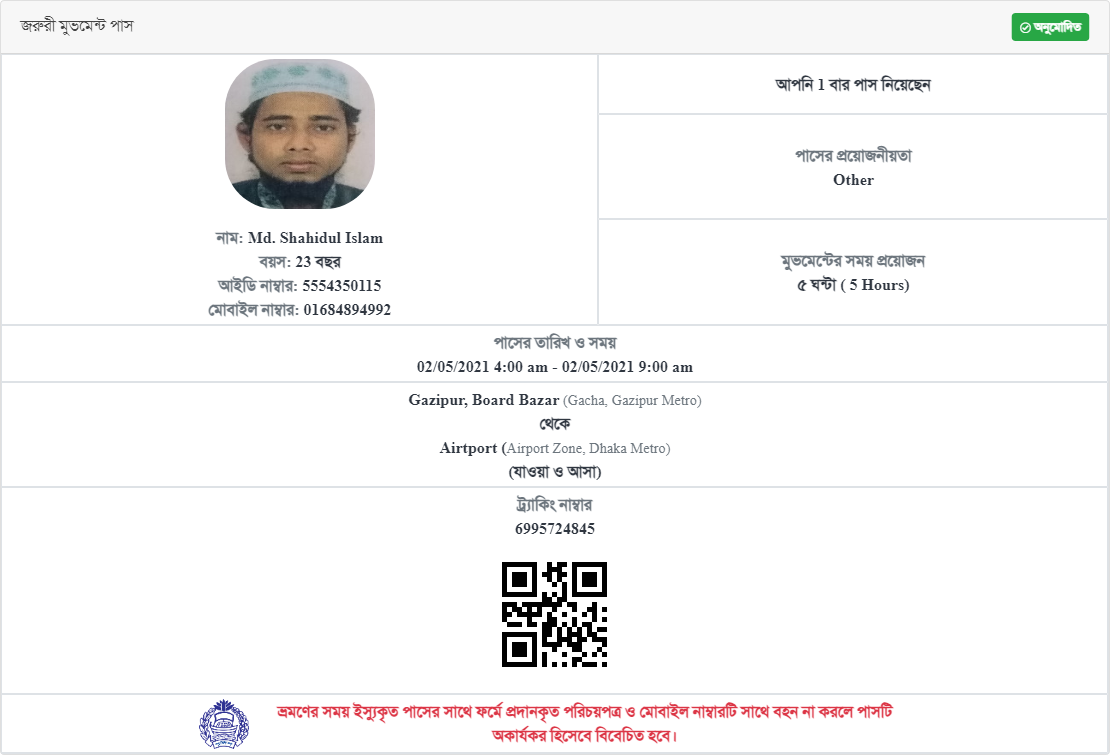 জরুরী মুভমেন্ট পাস
অনুমোদিত
আপনি 1 বার পাস নিয়েছেন
পাসের প্রয়োজনীয়তা
Other
নাম: Md. Shahidul Islam
বয়স: 23 বছর
আইডি নাম্বার: 5554350115
মোবাইল নাম্বার: 01684894992
মুভমেন্টের সময় প্রয়োজন
৫ ঘন্টা ( 5 Hours)
পাসের তারিখ ও সময়
02/05/2021 4:00 am - 02/05/2021 9:00 am
Gazipur, Board Bazar (Gacha, Gazipur Metro)
থেকে
Airtport (Airport Zone, Dhaka Metro)
(যাওয়া ও আসা)
ট্র্যাকিং নাম্বার
6995724845
ভ্রমণের সময় ইস্যুকৃত পাসের সাথে ফর্মে প্রদানকৃত পরিচয়পত্র ও মোবাইল নাম্বারটি সাথে বহন না করলে পাসটি
অকার্যকর হিসেবে বিবেচিত হবে।